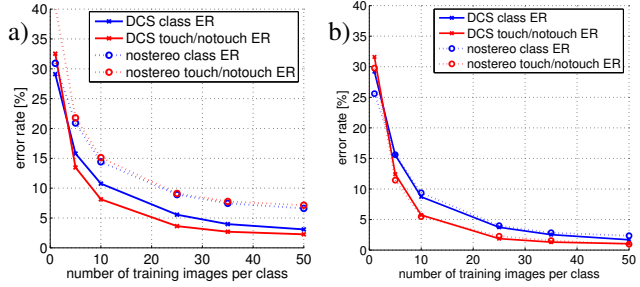 a)
error rate [%]
40
35
30
25
20
15
10
5
0
DCS class ER
DCS touch/notouch ER
nostereo class ER
nostereo touch/notouch ER
0 10 20 30 40 50
number of training images per class
b)
error rate [%]
40
35
30
25
20
15
10
5
0
DCS class ER
DCS touch/notouch ER
nostereo class ER
nostereo touch/notouch ER
0 10 20 30 40 50
number of training images per class